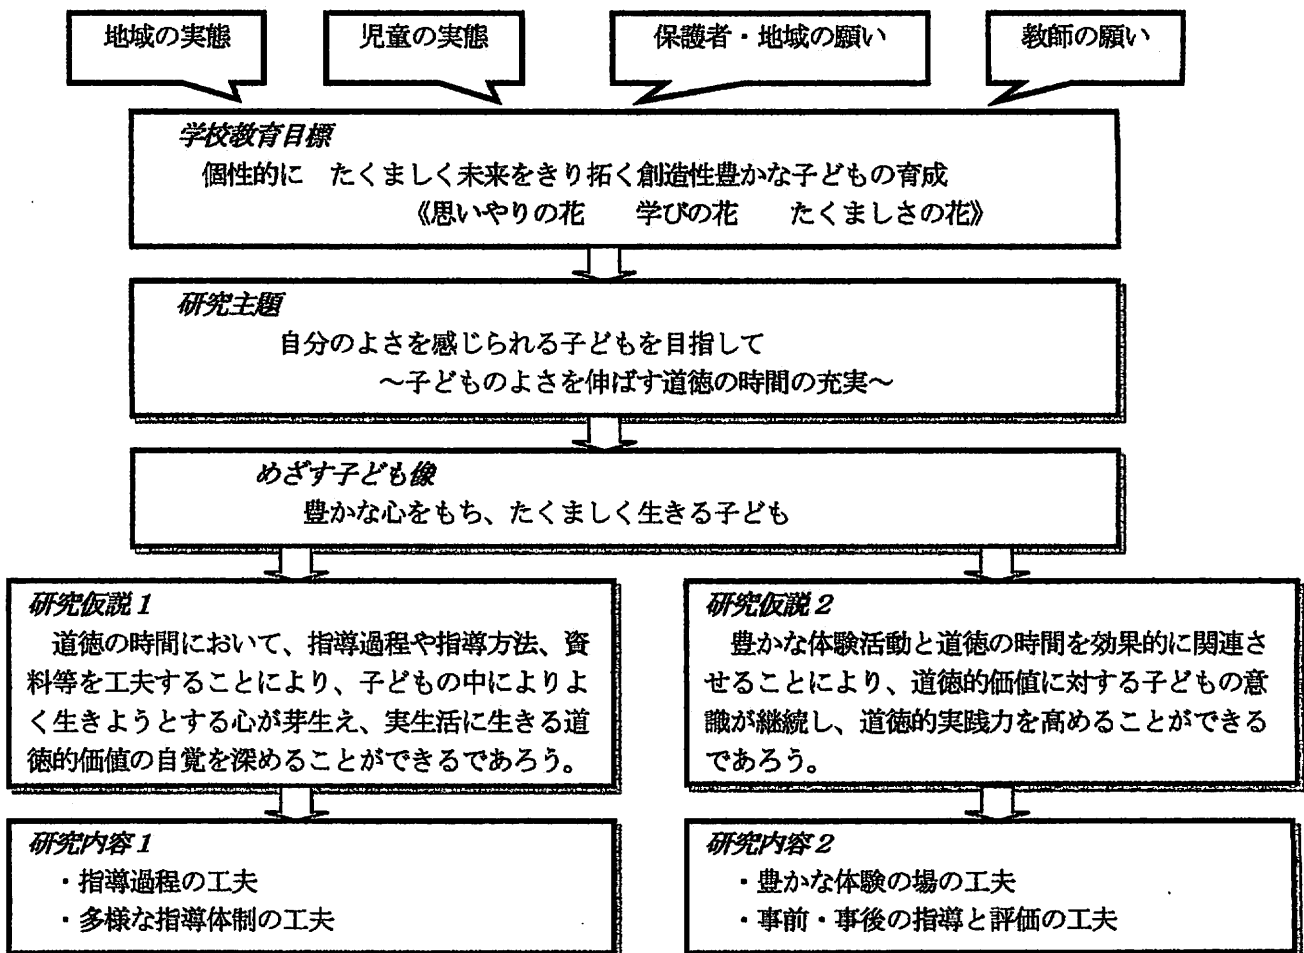 地域の実態
児童の実態
保護者・地域の願い
教師の願い
学校教育目標
個性的に　たくましく未来をきり拓く創造性豊かな子どもの育成
《思いやりの花　　学びの花　　たくましさの花》
研究主題
自分のよさを感じられる子どもを目指して
～子どものよさを伸ばす道徳の時間の充実～
めざす子ども像
豊かな心をもち、たくましく生きる子ども
研究仮説１
　道徳の時間において、指導過程や指導方法、資
料等を工夫することにより、子どもの中によりよ
く生きようとする心が芽生え、実生活に生きる道
徳的価値の自覚を深めることができるであろう。
研究内容１
・指導過程の工夫
・多様な指導体制の工夫
研究仮説２
　豊かな体験活動と道徳の時間を効果的に関連さ
せることにより、道徳的価値に対する子どもの意
識が継続し、道徳的実践力を高めることができる
であろう。
研究内容２
・豊かな体験の場の工夫
・事前・事後の指導と評価の工夫